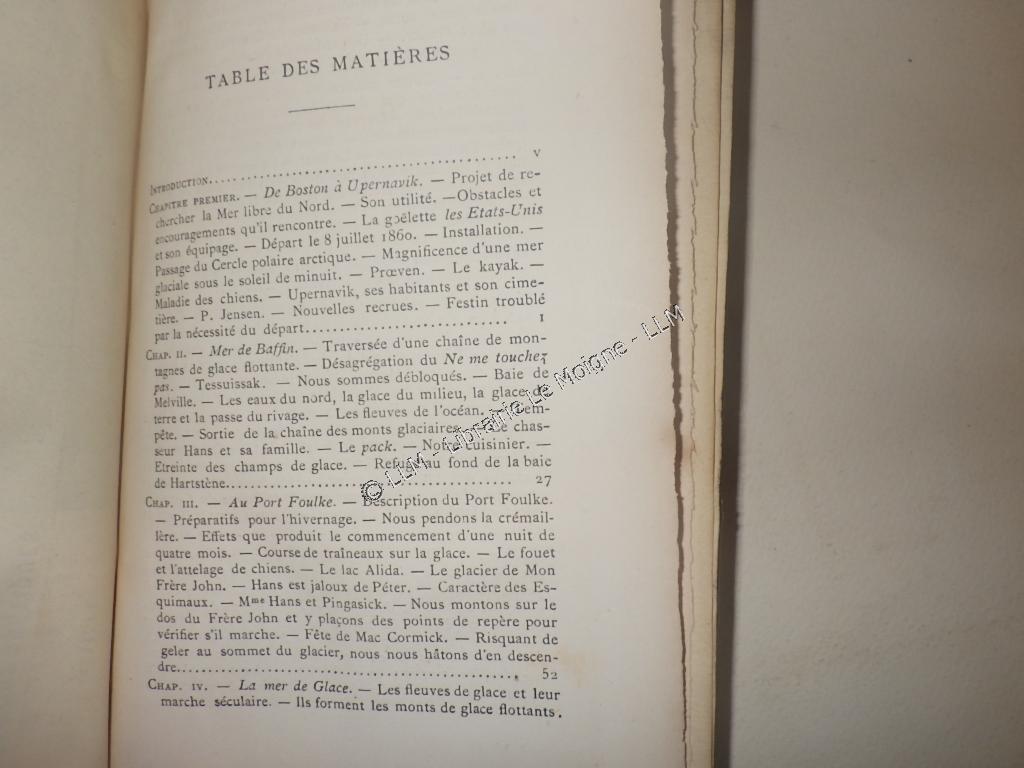 TABLE DES MATIÈRES
INTRODUCTION.................................................. V
CHAPITRE PREMIER. — De Boston à Upernavik. — Projet de re-
chercher la Mer libre du Nord. — Son utilité. —Obstacles et
encouragements qu'il rencontre. — La goëlette les Etats-Unis
et son équipage. — Départ le 8 juillet 1860. — Installation. —
Passage du Cercle polaire arctique. — Magnificence d'une mer
glaciale sous le soleil de minuit. — Prœven. — Le kayak. —
Maladie des chiens. — Upernavik, ses habitants et son cime-
tière. — P. Jensen. — Nouvelles recrues. — Festin troublé
par la nécessité du départ.............................. 1
CHAP. II. — Mer de Baffin. — Traversée d'une chaîne de mon-
tagnes de glace flottante. — Désagrégation du Ne me touchez
pas. — Tessuissak. — Nous sommes débloqués. — Baie de
Melville. — Les eaux du nord, la glace du milieu, la glace de
terre et la passe du rivage. — Les fleuves de l'océan. — Tem-
pête. — Sortie de la chaîne des monts glaciaires. — Le chas-
seur Hans et sa famille. — Le pack. — Notre cuisinier. —
Etreinte des champs de glace. — Refuge au fond de la baie
de Hartstène............................................ 27
CHAP. III. — Au Port Foulke. — Description du Port Foulke.
— Préparatifs pour l'hivernage. — Nous pendons la crémail-
lère. — Effets que produit le commencement d'une nuit de
quatre mois. — Course de traîneaux sur la glace. — Le fouet
et l'attelage de chiens. — Le lac Alida. — Le glacier de Mon
Frère John. — Hans est jaloux de Péter. — Caractère des Es-
quimaux. — Mme Hans et Pingasick. — Nous montons sur le
dos du Frère John et y plaçons des points de repère pour
vérifier s'il marche. — Fête de Mac Cormick. — Risquant de
geler au sommet du glacier, nous nous hâtons d'en descen-
dre..................................................... 52
CHAP. IV. — La mer de Glace. — Les fleuves de glace et leur
marche séculaire. — Ils forment les monts de glace flottants.
© LLM - Librairie Le Moigne - LLM